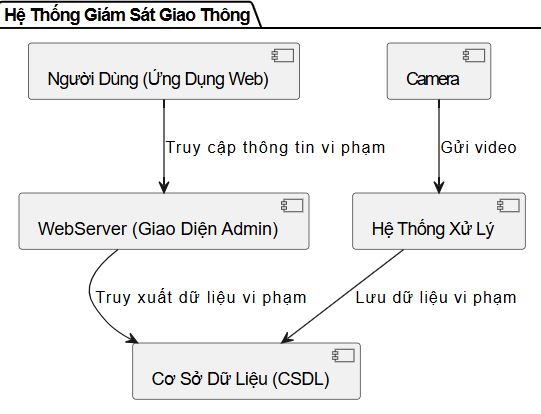 Hệ Thống Giám Sát Giao Thông
Người Dùng (Ứng Dụng Web)
Camera
Truy cập thông tin vi phạm
Gửi video
WebServer (Giao Diện Admin)
Hệ Thống Xử Lý
Truy xuất dữ liệu vi phạm
Lưu dữ liệu vi phạm
Cơ Sở Dữ Liệu (CSDL)